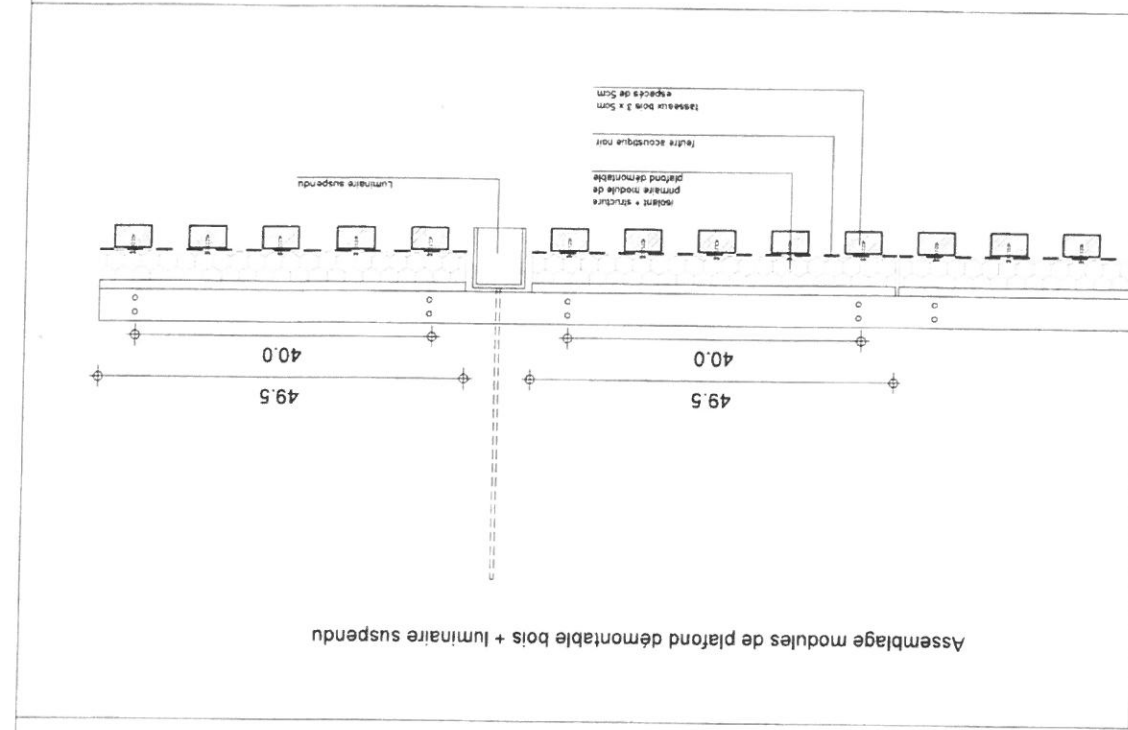 Assemblage modules de plafond démontable bois + luminaire suspendu
49.5
49.5
40.0
40.0
isolant + structure
primaire module de
plafond démontable
Luminaire suspendu
feutre acoustique noir
tasseaux bois 3 x 5cm
espacés de 5cm